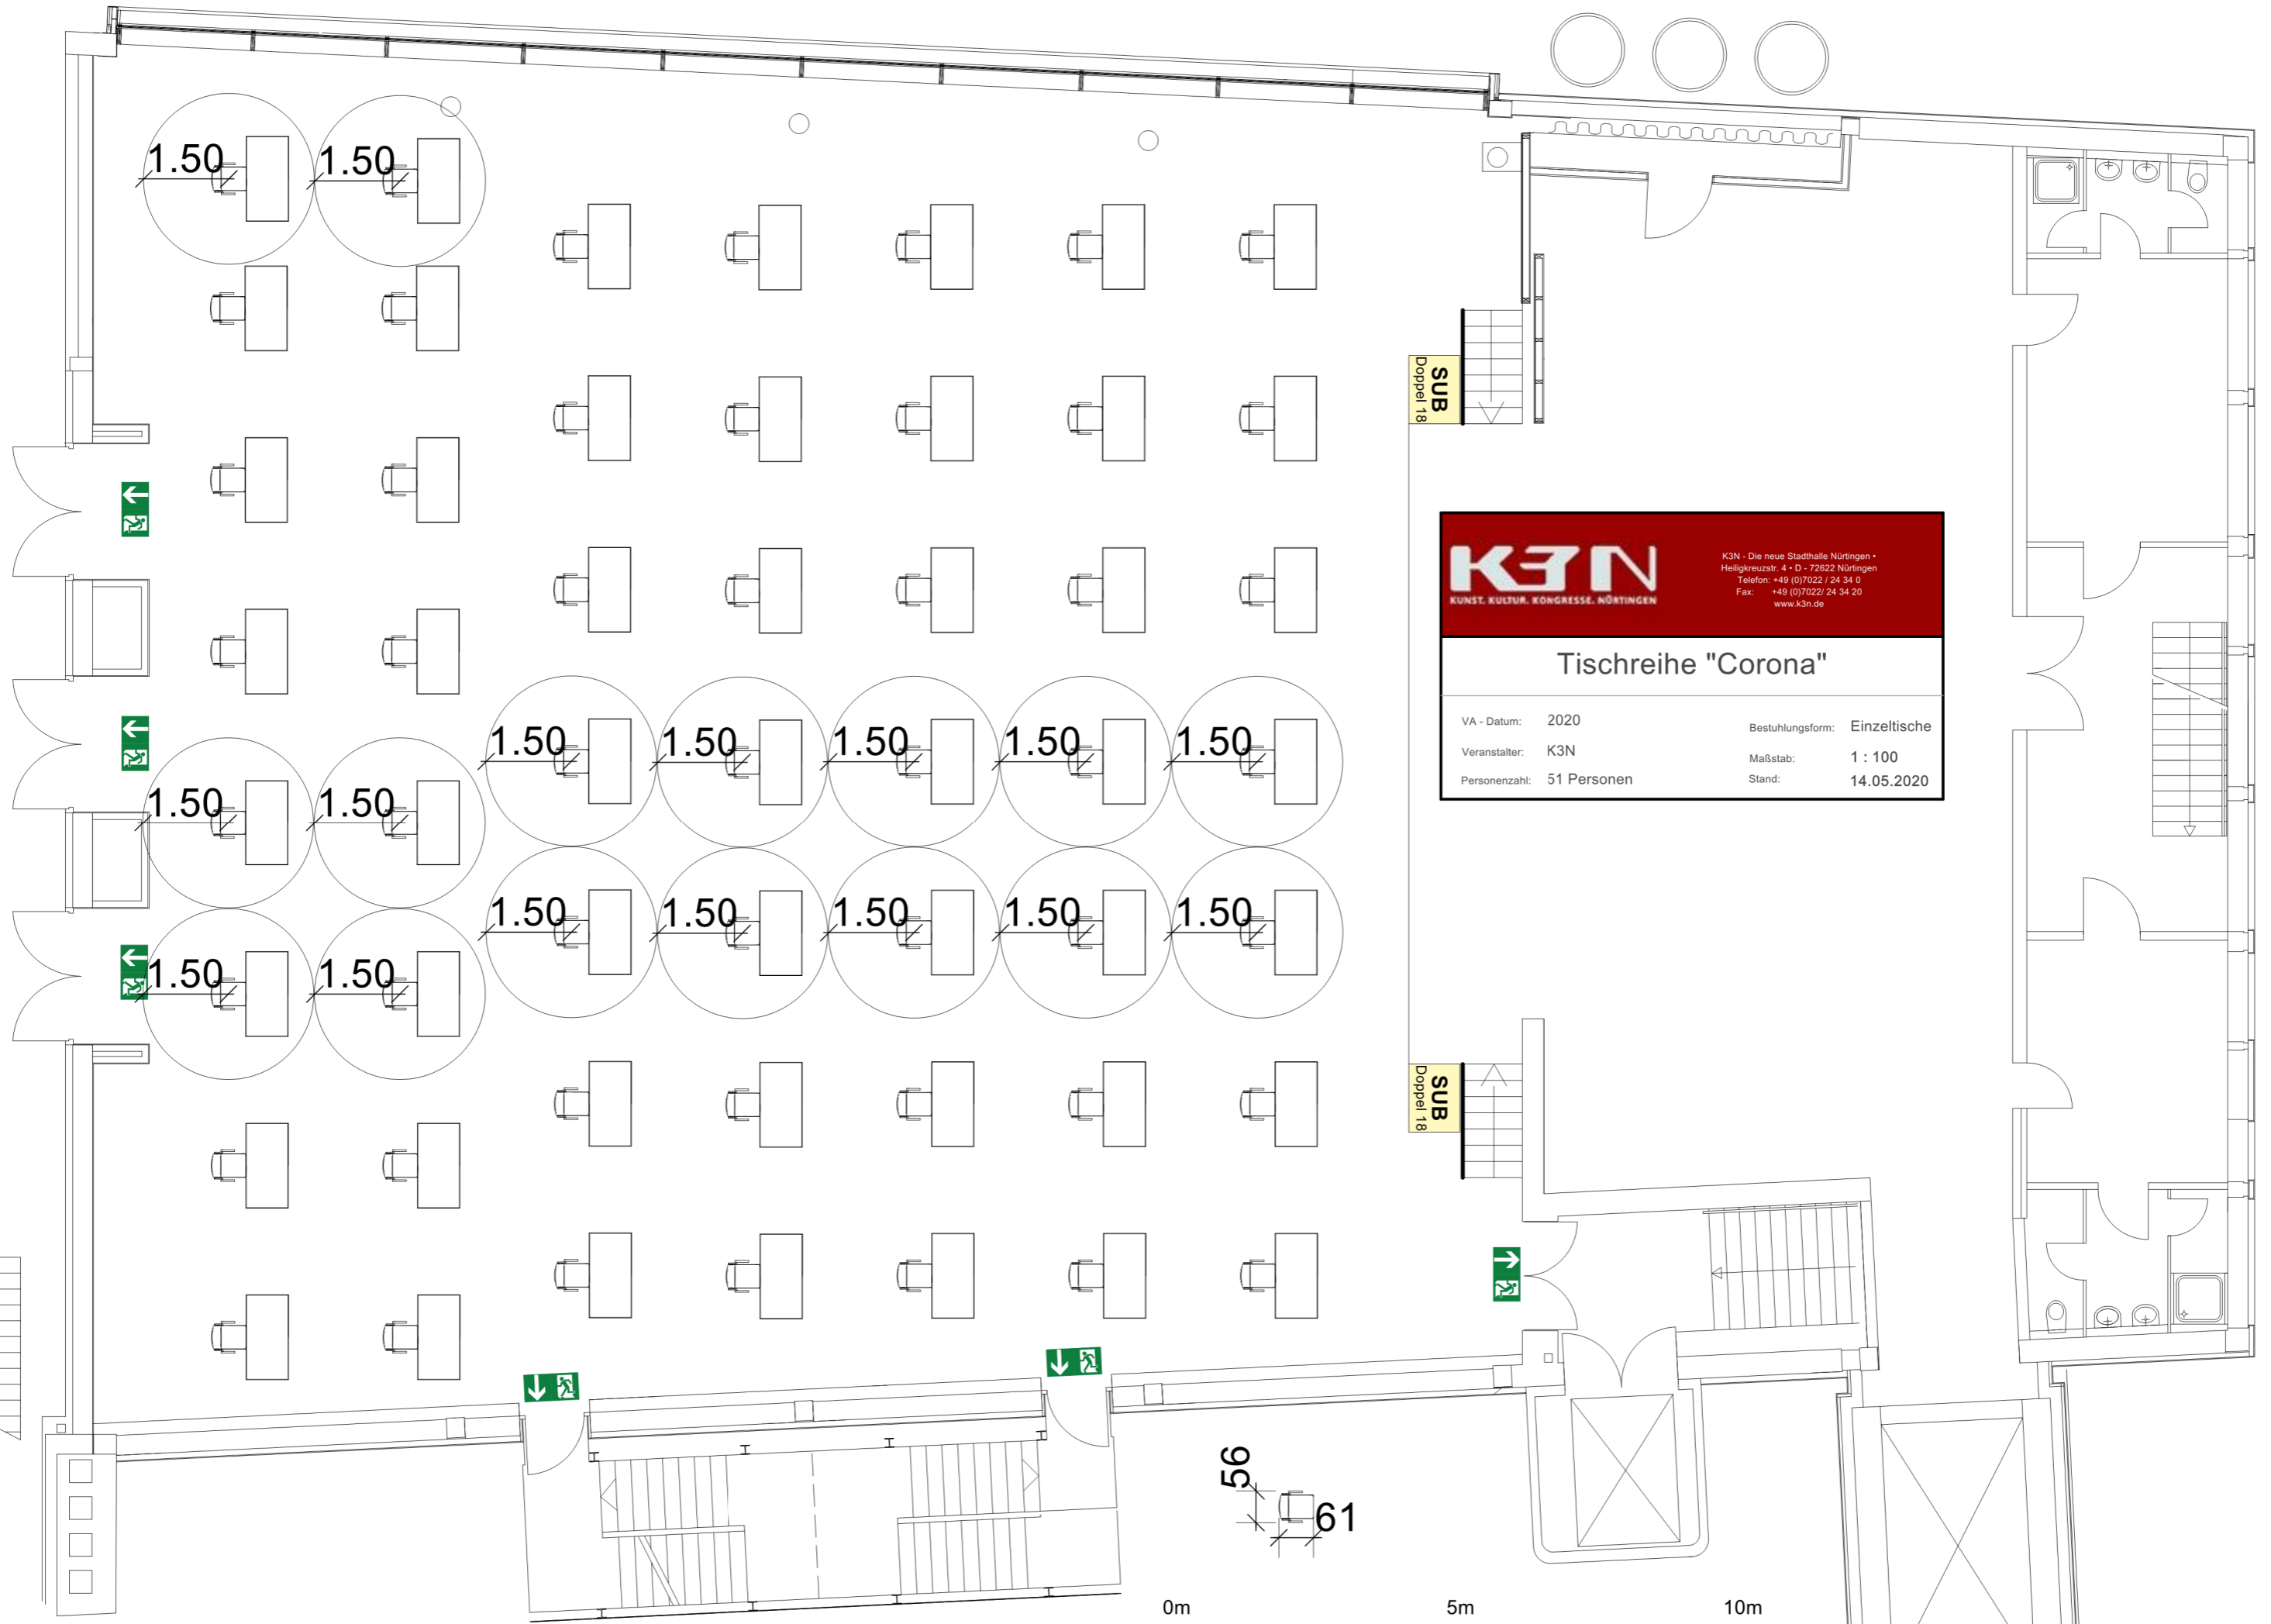 1.50 1.50
SUB
Doppel 18
K3N
KUNST. KULTUR. KONGRESSE. NÜRTINGEN
K3N - Die neue Stadthalle Nürtingen •
Heiligkreuzstr. 4 • D - 72622 Nürtingen
Telefon: +49 (0)7022 / 24 34 0
Fax: +49 (0)7022/ 24 34 20
www.k3n.de
Tischreihe "Corona"
VA - Datum: 2020
Veranstalter: K3N
Personenzahl: 51 Personen
Bestuhlungsform: Einzeltische
Maßstab: 1 : 100
Stand: 14.05.2020
1.50 1.50 1.50 1.50 1.50
1.50 1.50
1.50 1.50 1.50 1.50 1.50
1.50 1.50
SUB
Doppel 18
56
61
0m 5m 10m